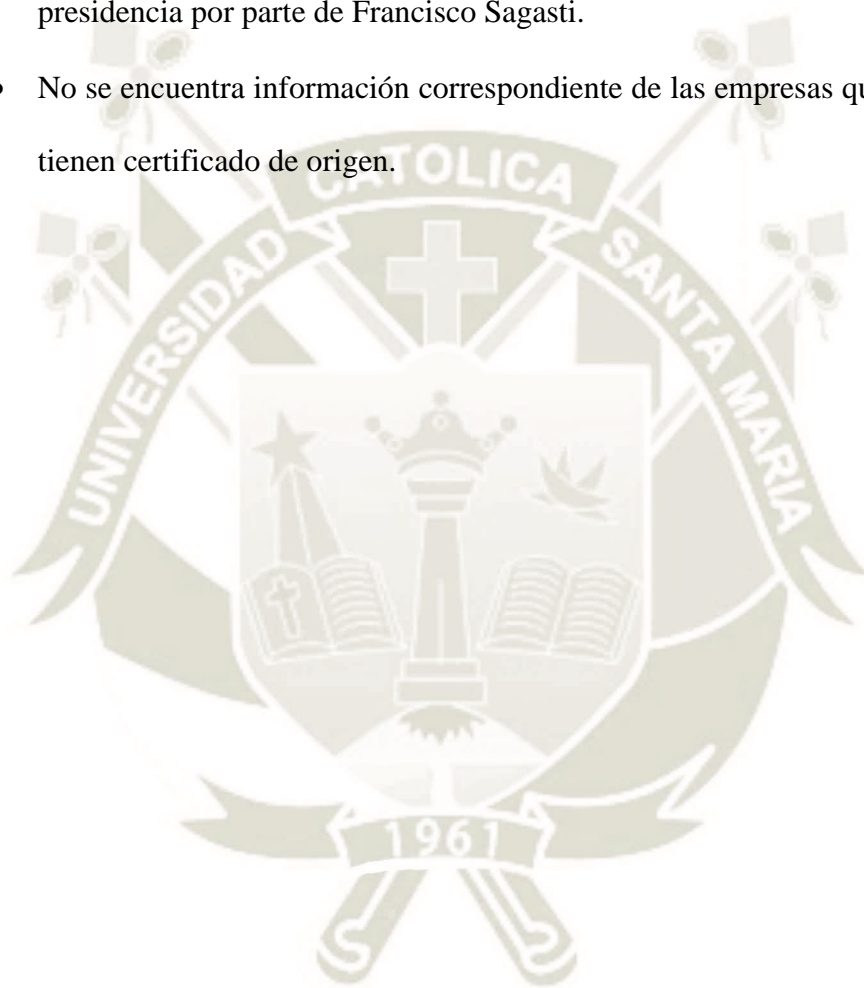 presidencia por parte de Francisco Sagasti.
• No se encuentra información correspondiente de las empresas
tienen certificado de origen.
UNIVERSIDAD CATOLICA SANTA MARIA
1961